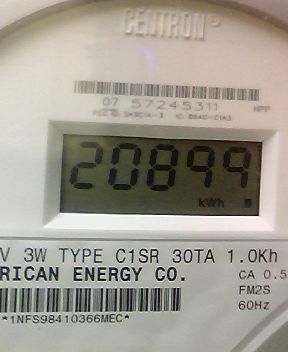 CENTRON®
07 57245311
20899
kWh
V 3W TYPE C1SR 30TA 1.0Kh
RICAN ENERGY CO.
CA 0.5
FM2S
60Hz
*1NFS98410366MEC*